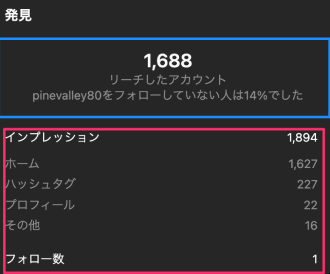 発見
1,688
リーチしたアカウント
pinevalley80をフォローしていない人は14%でした
インプレッション 1,894
ホーム 1,627
ハッシュタグ 227
プロフィール 22
その他 16
フォロー数 1